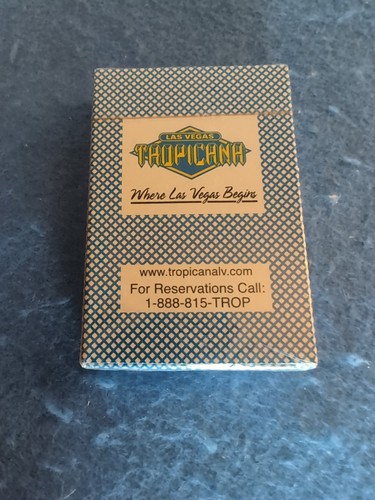 LAS VEGAS
TROPICANA
Where Las Vegas Begins
www.tropicanalv.com
For Reservations Call:
1-888-815-TROP